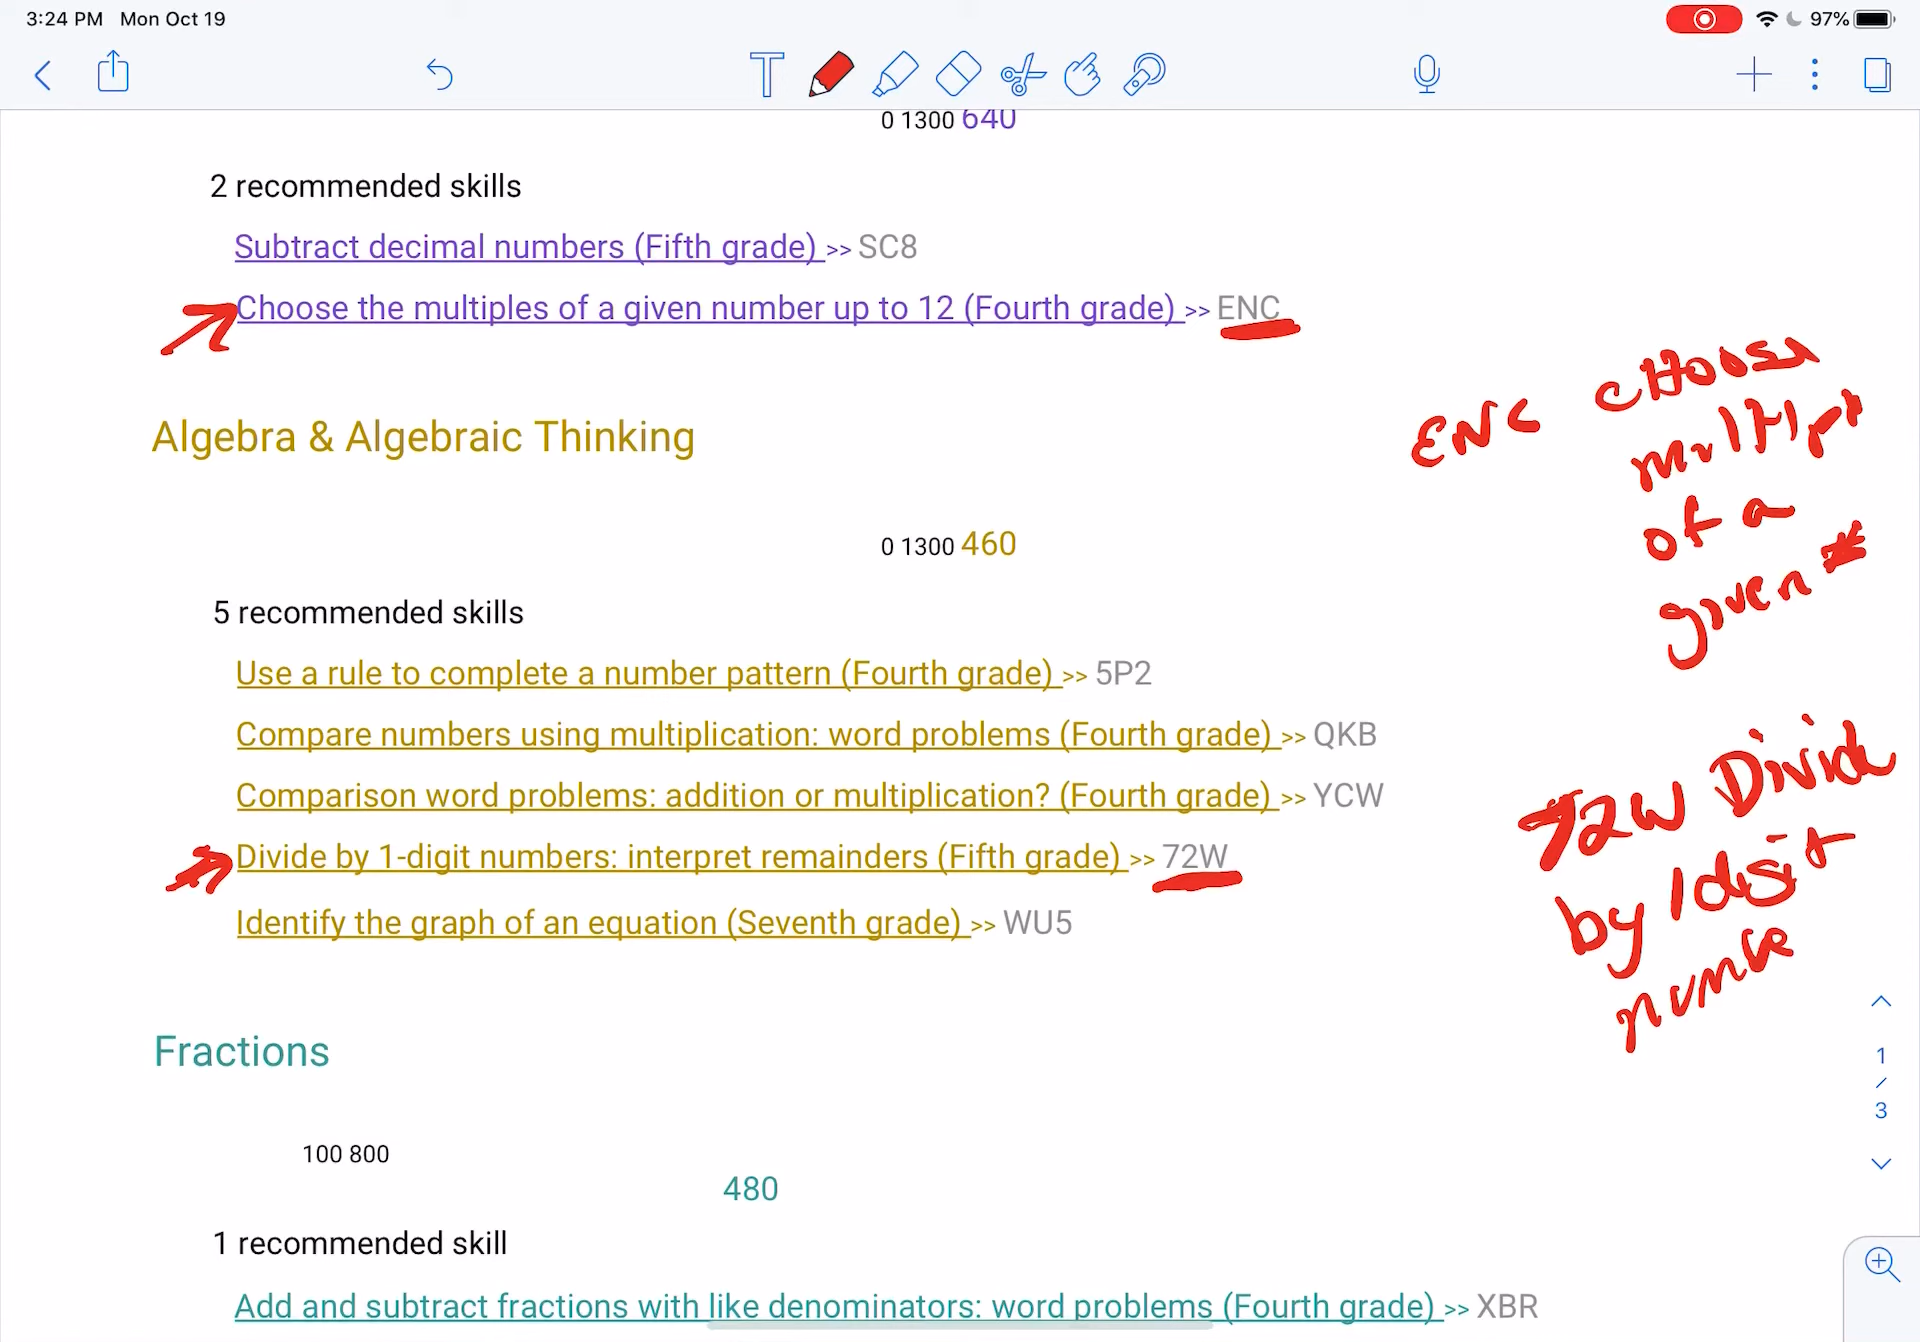 3:24 PM Mon Oct 19
97%
0 1300 640
2 recommended skills
Subtract decimal numbers (Fifth grade) >> SC8
Choose the multiples of a given number up to 12 (Fourth grade) >> ENC
ENC CHOOSE
of a
given #
Algebra & Algebraic Thinking
0 1300 460
5 recommended skills
Use a rule to complete a number pattern (Fourth grade) >> 5P2
Compare numbers using multiplication: word problems (Fourth grade) >> QKB
Comparison word problems: addition or multiplication? (Fourth grade) >> YCW
Divide by 1-digit numbers: interpret remainders (Fifth grade) >> 72W
Identify the graph of an equation (Seventh grade) >> WU5
72W Divide
by 1 digit
Fractions
1
/
3
100 800
480
1 recommended skill
Add and subtract fractions with like denominators: word problems (Fourth grade) >> XBR